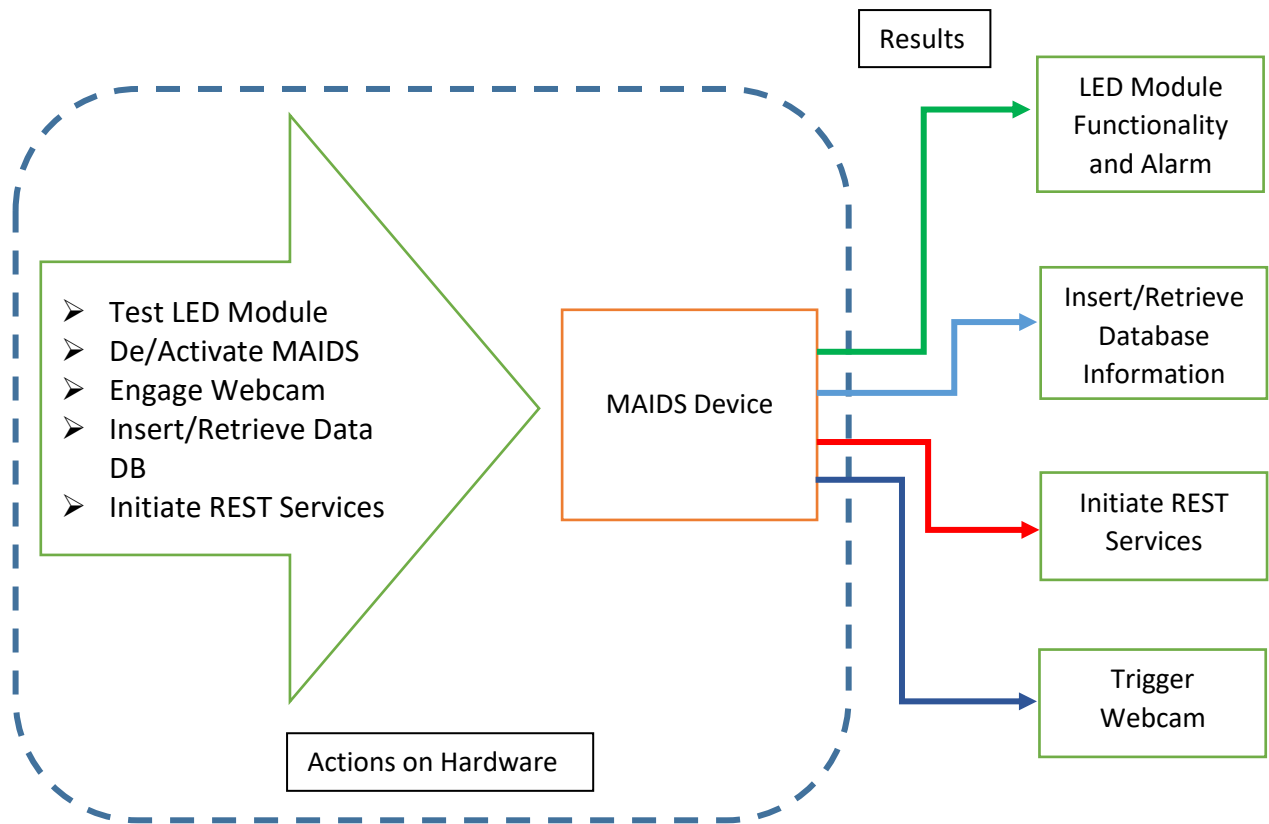 Results
LED Module
Functionality
and Alarm
Insert/Retrieve
Database
Information
Initiate REST
Services
Trigger
Webcam
➢ Test LED Module
➢ De/Activate MAIDS
➢ Engage Webcam
➢ Insert/Retrieve Data
DB
➢ Initiate REST Services
MAIDS Device
Actions on Hardware